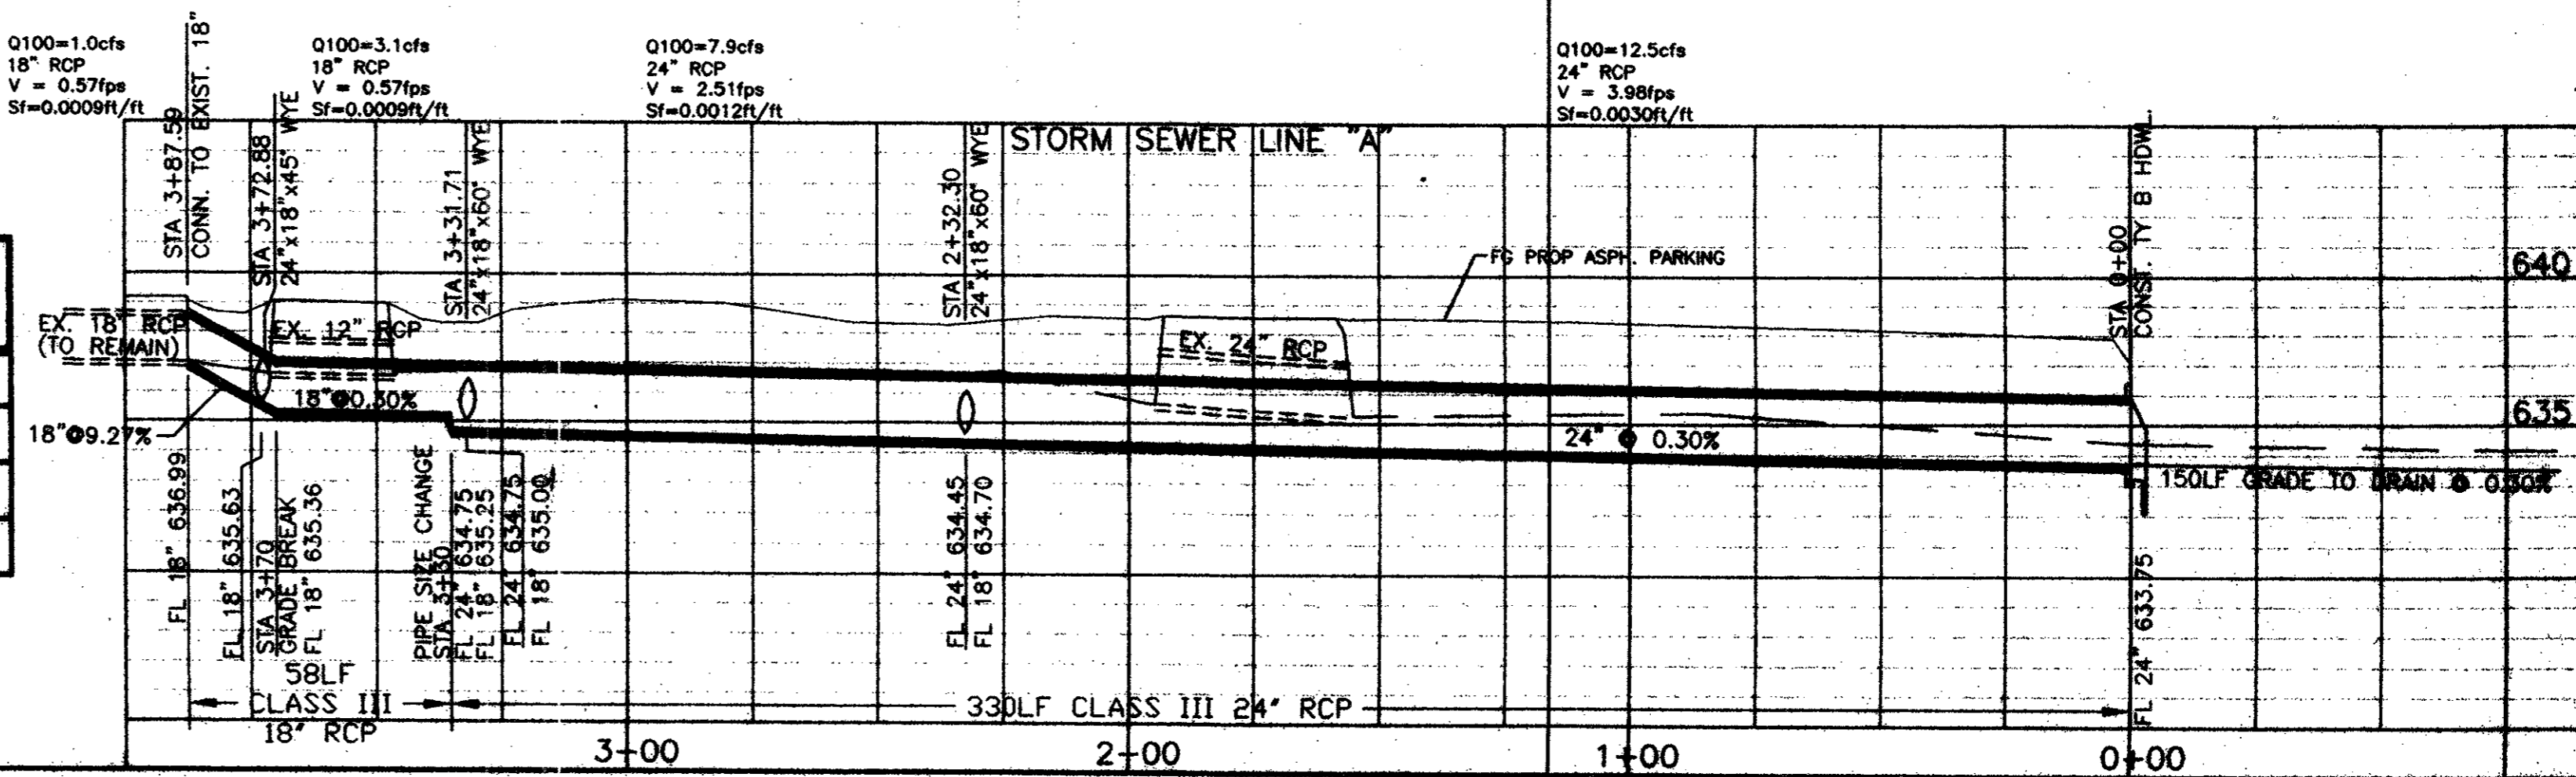 Q100=1.0cfs
18" RCP
V = 0.57fps
Sf=0.0009ft/ft
Q100=3.1cfs
18" RCP
V = 0.57fps
Sf=0.0009ft/ft
Q100=7.9cfs
24" RCP
V = 2.51fps
Sf=0.0012ft/ft
Q100=12.5cfs
24" RCP
V = 3.98fps
Sf=0.0030ft/ft
STORM SEWER LINE "A"
STA 3+87.59
CONN. TO EXIST. 18"
STA 3+72.88
24"x18"x45° WYE
STA 3+31.71
24"x18"x60° WYE
STA 2+32.30
24"x18"x60° WYE
STA 0+00
CONST. TY B HDWL.
FG PROP ASPH. PARKING
640
EX. 18" RCP
(TO REMAIN)
EX. 12" RCP
EX. 24" RCP
18"@0.30%
18"@9.27%
635
24" @ 0.30%
150LF GRADE TO DRAIN @ 0.30%
FL 18" 636.99
FL 18" 635.63
STA 3+70
GRADE BREAK
FL 18" 635.36
PIPE SIZE CHANGE
STA 3+30
FL 24" 634.75
FL 18" 635.25
FL 24" 634.75
FL 18" 635.00
FL 24" 634.45
FL 18" 634.70
FL 24" 633.75
58LF
CLASS III
18" RCP
330LF CLASS III 24" RCP
3+00
2+00
1+00
0+00